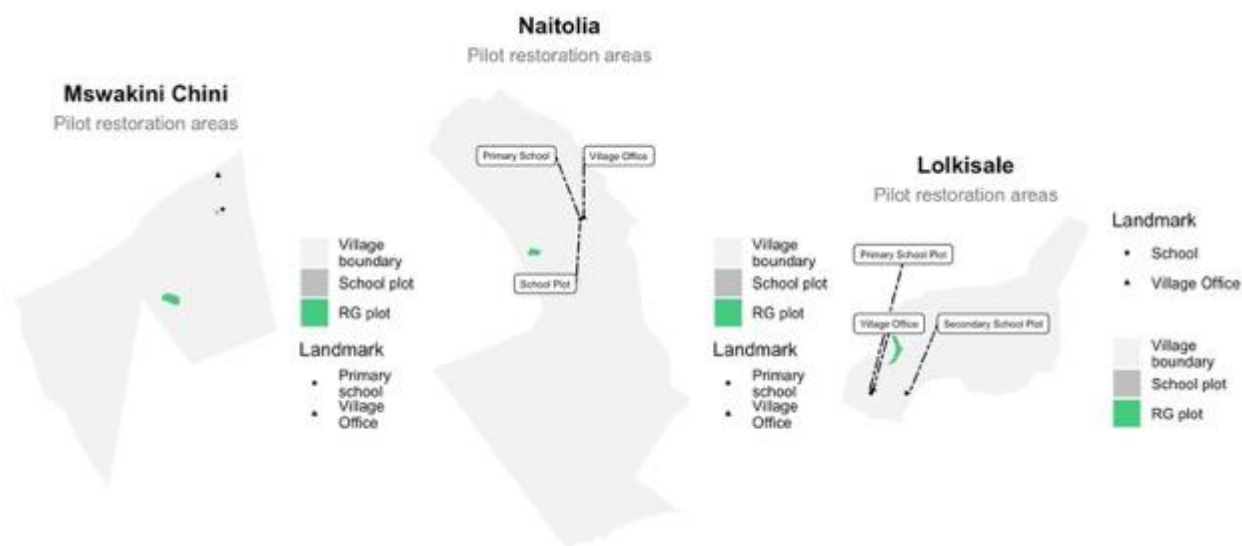 Mswakini Chini
Pilot restoration areas
Village
boundary
School plot
RG plot
Landmark
Primary
school
Village
Office
Naitolia
Pilot restoration areas
Primary School
Village Office
School Plot
Village
boundary
School plot
RG plot
Landmark
Primary
school
Village
Office
Lolkisale
Pilot restoration areas
Primary School Plot
Village Office
Secondary School Plot
Landmark
School
Village Office
Village
boundary
School plot
RG plot